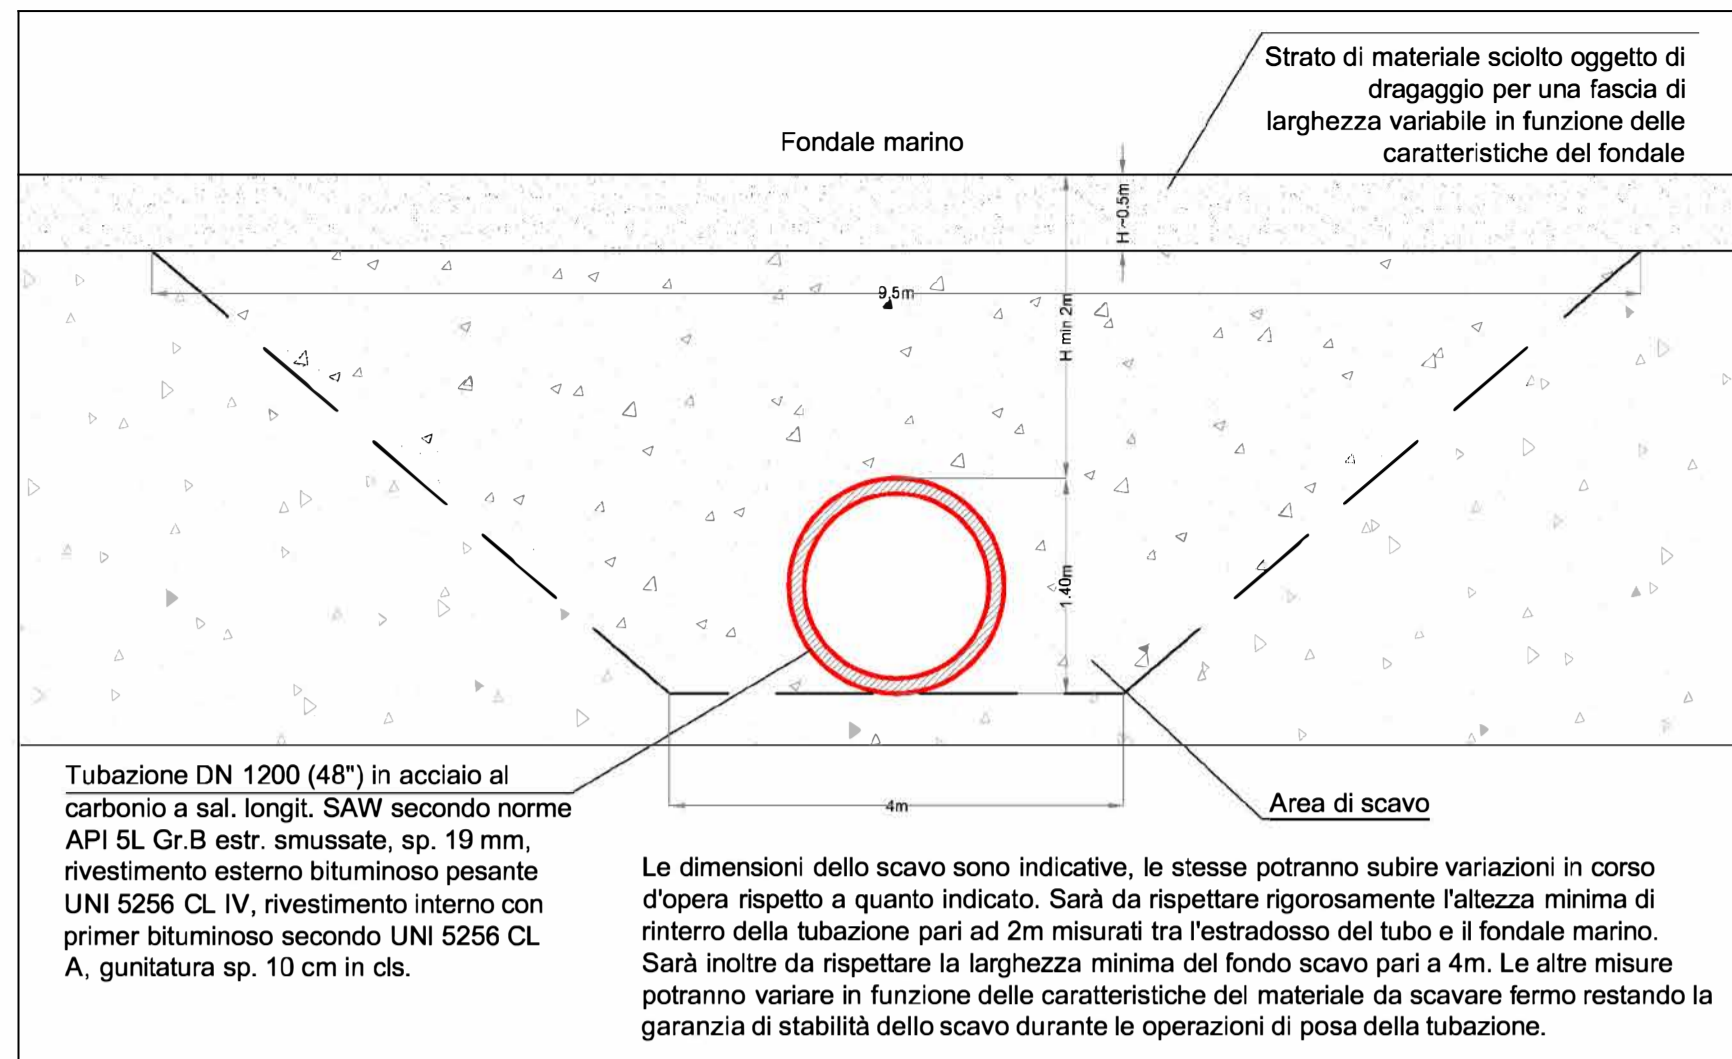 Strato di materiale sciolto oggetto di
dragaggio per una fascia di
larghezza variabile in funzione delle
caratteristiche del fondale
Fondale marino
H ~0.5m
9,5m
H min 2m
1.40m
4m
Tubazione DN 1200 (48") in acciaio al
carbonio a sal. longit. SAW secondo norme
API 5L Gr.B estr. smussate, sp. 19 mm,
rivestimento esterno bituminoso pesante
UNI 5256 CL IV, rivestimento interno con
primer bituminoso secondo UNI 5256 CL
A, gunitatura sp. 10 cm in cls.
Area di scavo
Le dimensioni dello scavo sono indicative, le stesse potranno subire variazioni in corso
d'opera rispetto a quanto indicato. Sarà da rispettare rigorosamente l'altezza minima di
rinterro della tubazione pari ad 2m misurati tra l'estradosso del tubo e il fondale marino.
Sarà inoltre da rispettare la larghezza minima del fondo scavo pari a 4m. Le altre misure
potranno variare in funzione delle caratteristiche del materiale da scavare fermo restando la
garanzia di stabilità dello scavo durante le operazioni di posa della tubazione.